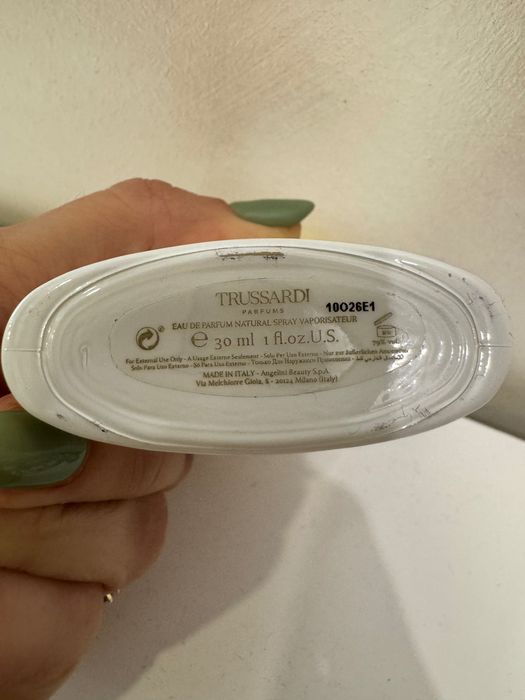 TRUSSARDI
PARFUMS
10O26E1
EAU DE PARFUM NATURAL SPRAY VAPORISATEUR
℮ 30 ml 1 fl.oz.U.S.
79% vol
For External Use Only - A Usage Externe Seulement - Solo Per Uso Esterno - Nur zur äußerlichen
Solo Para Uso Externo - Só Para Uso Externo - Только Для Наружного Применения -
MADE IN ITALY - Angelini Beauty S.p.A.
Via Melchiorre Gioia, 8 - 20124 Milano (Italy)